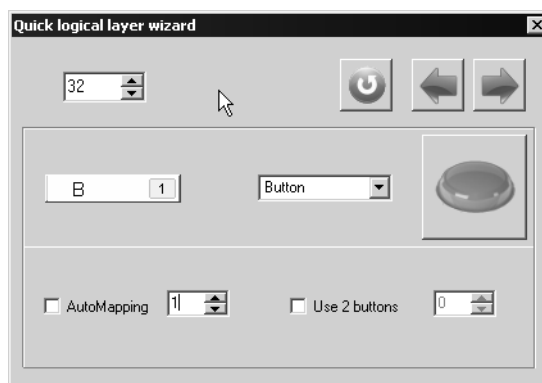 Quick logical layer wizard
32
B 1 Button
AutoMapping 1 Use 2 buttons 0